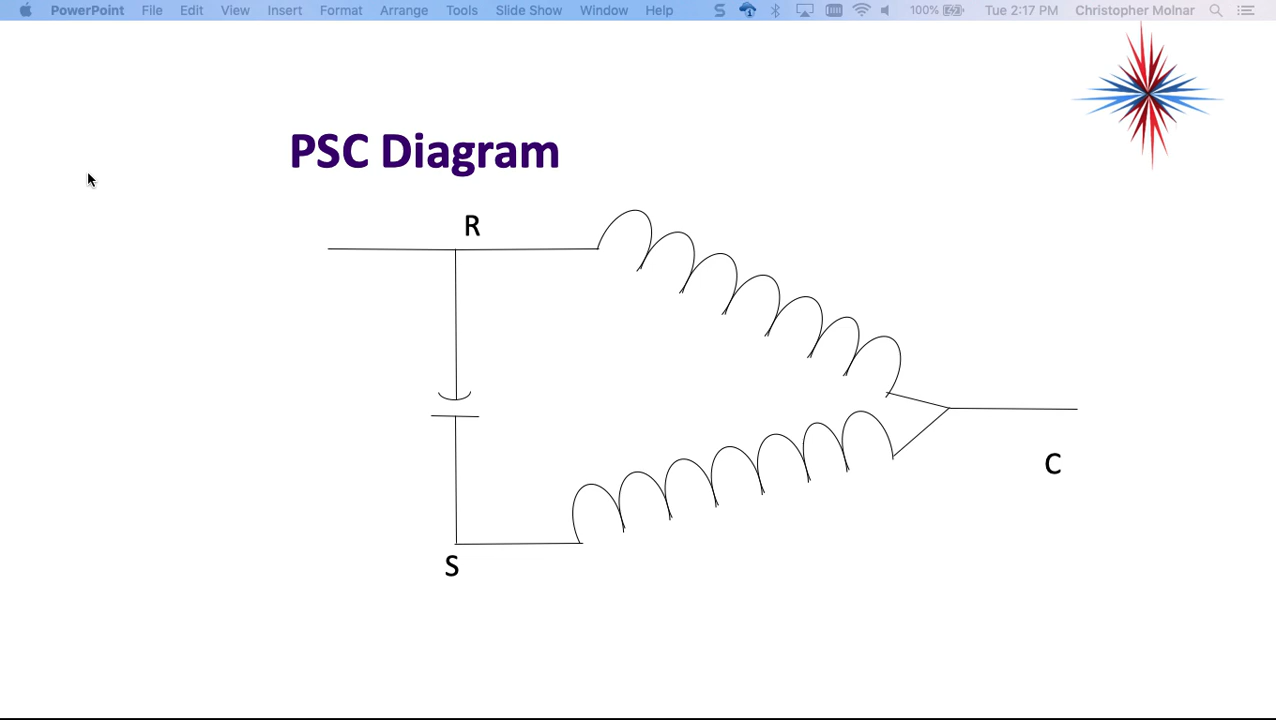 PowerPoint File Edit View Insert Format Arrange Tools Slide Show Window Help 100% Tue 2:17 PM Christopher Molnar
PSC Diagram
R
C
S